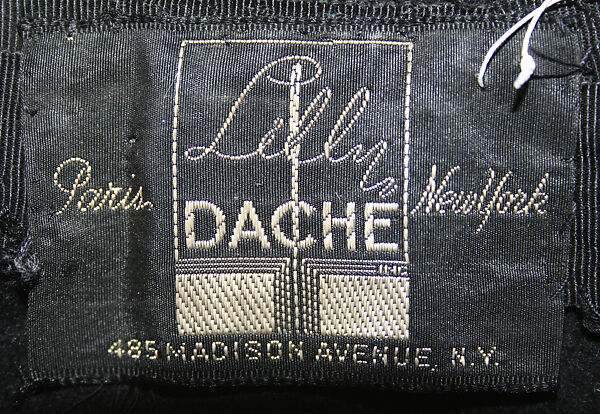 Lilly
DACHE
Paris. New York
INC
485 MADISON AVENUE, N.Y.